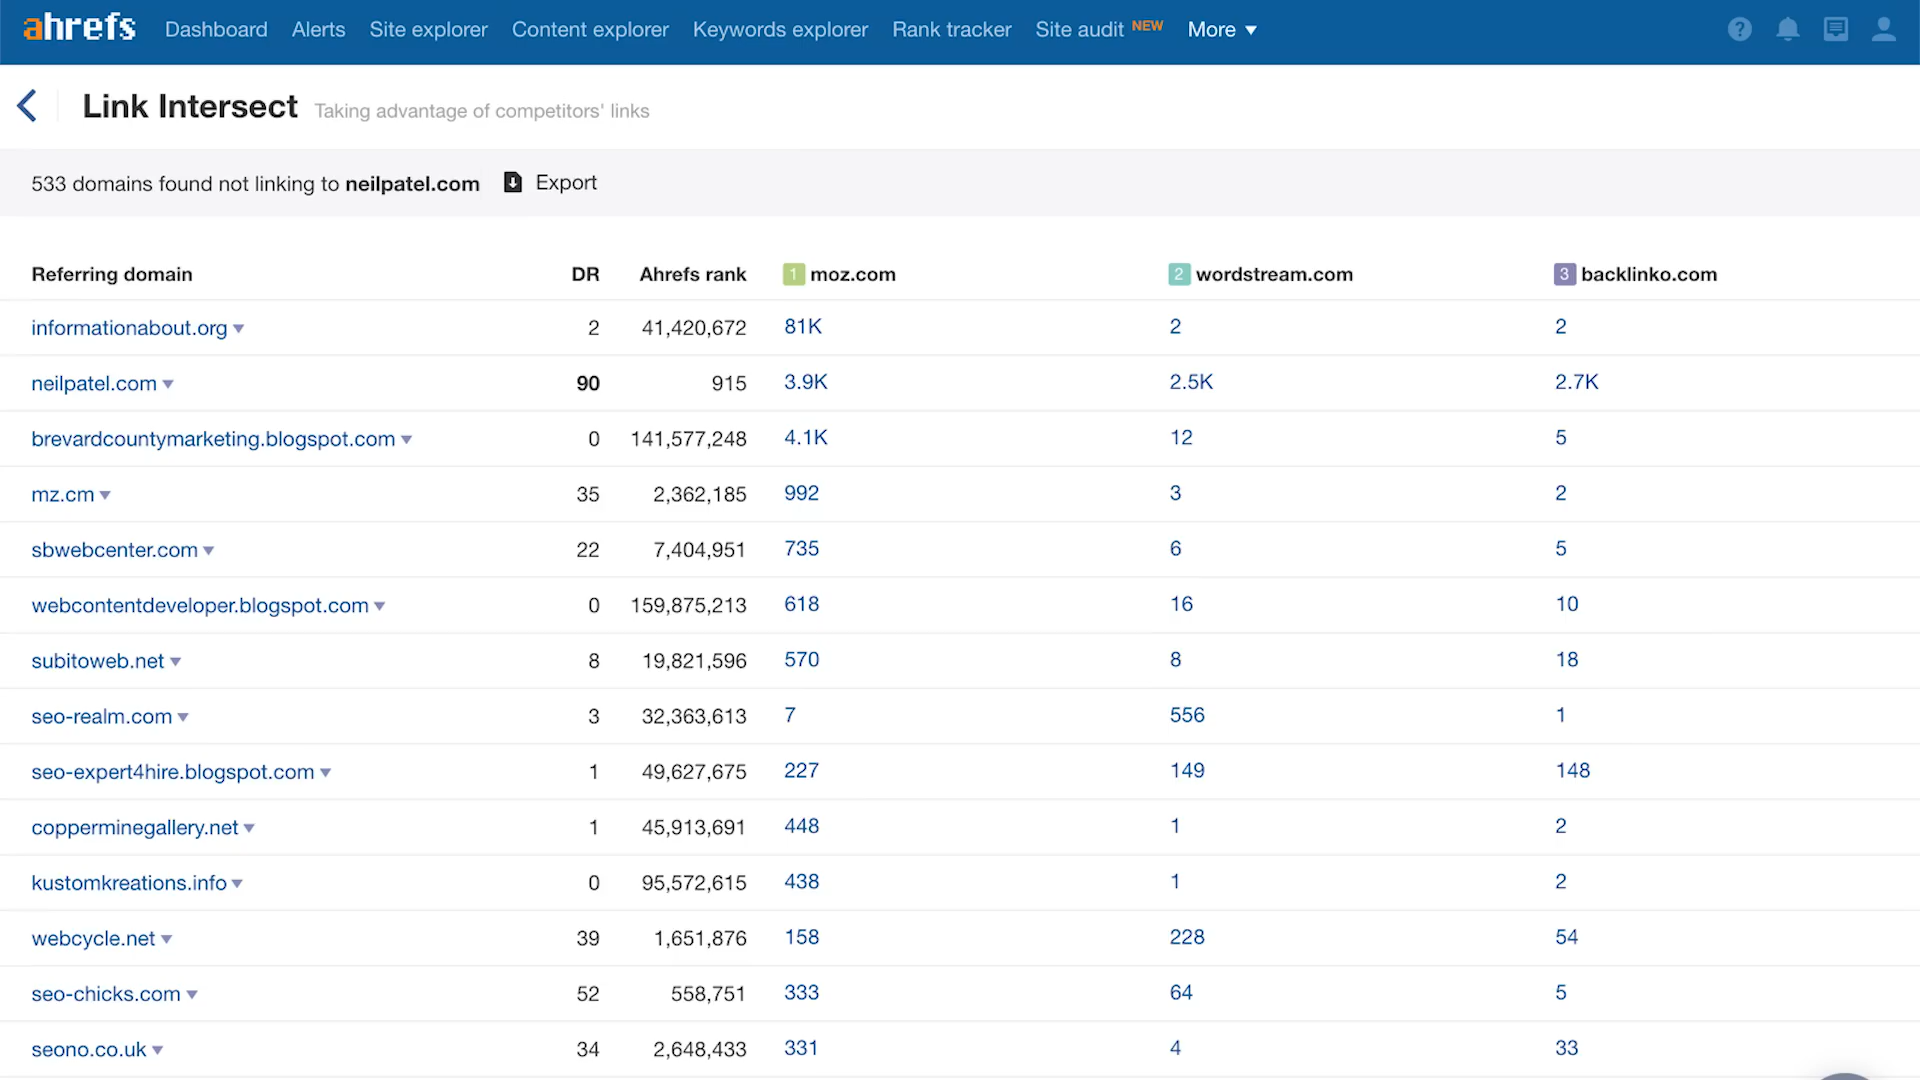 ahrefs Dashboard Alerts Site explorer Content explorer Keywords explorer Rank tracker Site audit NEW More ▼ ?
Link Intersect Taking advantage of competitors' links
533 domains found not linking to neilpatel.com Export
Referring domain DR Ahrefs rank 1 moz.com 2 wordstream.com 3 backlinko.com
informationabout.org ▼ 2 41,420,672 81K 2 2
neilpatel.com ▼ 90 915 3.9K 2.5K 2.7K
brevardcountymarketing.blogspot.com ▼ 0 141,577,248 4.1K 12 5
mz.cm ▼ 35 2,362,185 992 3 2
sbwebcenter.com ▼ 22 7,404,951 735 6 5
webcontentdeveloper.blogspot.com ▼ 0 159,875,213 618 16 10
subitoweb.net ▼ 8 19,821,596 570 8 18
seo-realm.com ▼ 3 32,363,613 7 556 1
seo-expert4hire.blogspot.com ▼ 1 49,627,675 227 149 148
copperminegallery.net ▼ 1 45,913,691 448 1 2
kustomkreations.info ▼ 0 95,572,615 438 1 2
webcycle.net ▼ 39 1,651,876 158 228 54
seo-chicks.com ▼ 52 558,751 333 64 5
seono.co.uk ▼ 34 2,648,433 331 4 33